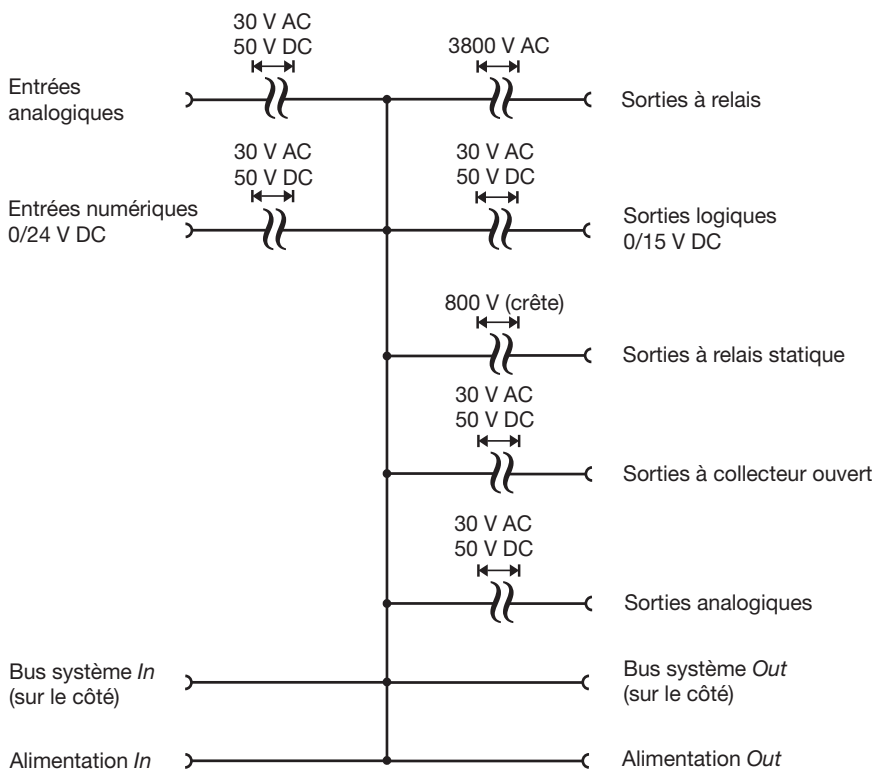 30 V AC
50 V DC
3800 V AC
Entrées
analogiques
Sorties à relais
30 V AC
50 V DC
30 V AC
50 V DC
Entrées numériques
0/24 V DC
Sorties logiques
0/15 V DC
800 V (crête)
Sorties à relais statique
30 V AC
50 V DC
Sorties à collecteur ouvert
30 V AC
50 V DC
Sorties analogiques
Bus système In
(sur le côté)
Bus système Out
(sur le côté)
Alimentation In
Alimentation Out